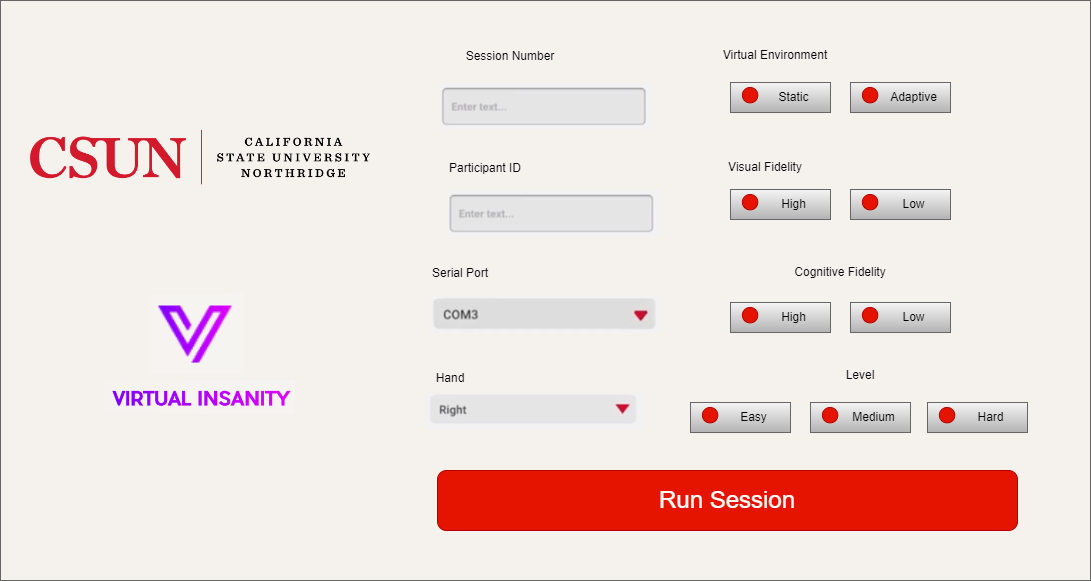 CSUN
CALIFORNIA
STATE UNIVERSITY
NORTHRIDGE
VIRTUAL INSANITY
Session Number
Enter text...
Participant ID
Enter text...
Serial Port
COM3
Hand
Right
Virtual Environment
Static
Adaptive
Visual Fidelity
High
Low
Cognitive Fidelity
High
Low
Level
Easy
Medium
Hard
Run Session